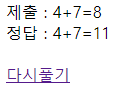 제출 : 4+7=8
정답 : 4+7=11
다시풀기